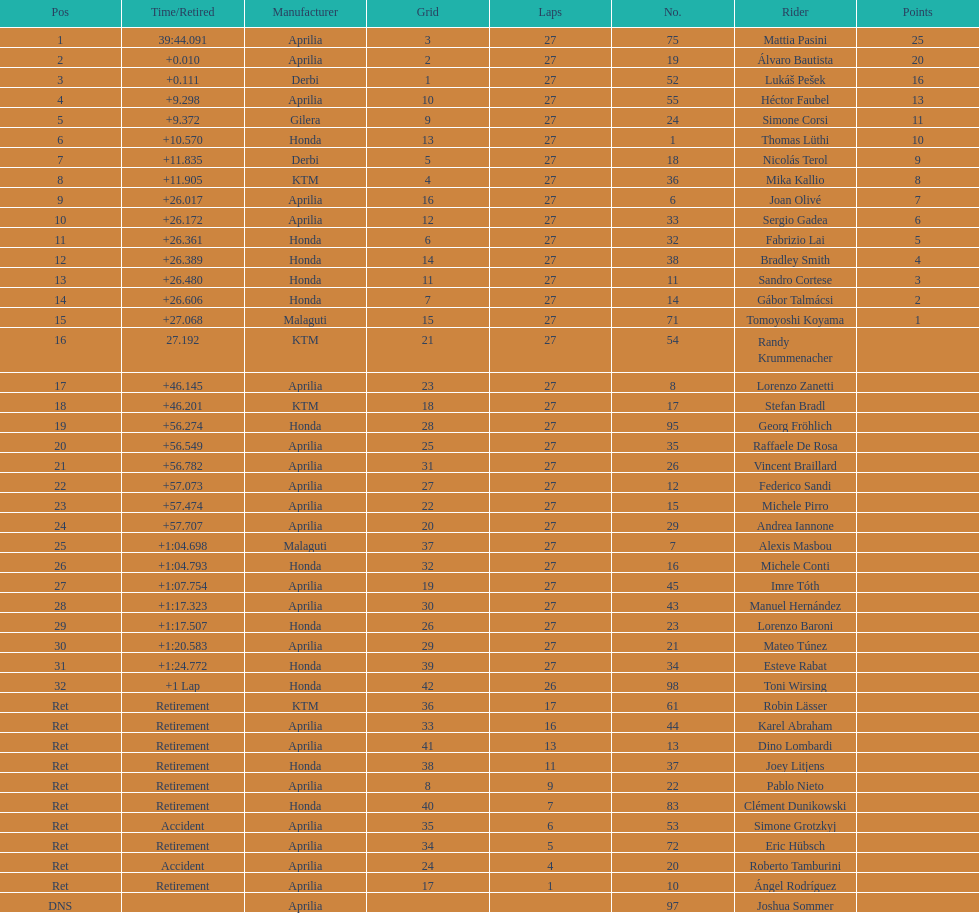 Pos Time/Retired Manufacturer Grid Laps No. Rider Points
1 39:44.091 Aprilia 3 27 75 Mattia Pasini 25
2 +0.010 Aprilia 2 27 19 Álvaro Bautista 20
3 +0.111 Derbi 1 27 52 Lukáš Pešek 16
4 +9.298 Aprilia 10 27 55 Héctor Faubel 13
5 +9.372 Gilera 9 27 24 Simone Corsi 11
6 +10.570 Honda 13 27 1 Thomas Lüthi 10
7 +11.835 Derbi 5 27 18 Nicolás Terol 9
8 +11.905 KTM 4 27 36 Mika Kallio 8
9 +26.017 Aprilia 16 27 6 Joan Olivé 7
10 +26.172 Aprilia 12 27 33 Sergio Gadea 6
11 +26.361 Honda 6 27 32 Fabrizio Lai 5
12 +26.389 Honda 14 27 38 Bradley Smith 4
13 +26.480 Honda 11 27 11 Sandro Cortese 3
14 +26.606 Honda 7 27 14 Gábor Talmácsi 2
15 +27.068 Malaguti 15 27 71 Tomoyoshi Koyama 1
16 27.192 KTM 21 27 54 Randy
Krummenacher
17 +46.145 Aprilia 23 27 8 Lorenzo Zanetti
18 +46.201 KTM 18 27 17 Stefan Bradl
19 +56.274 Honda 28 27 95 Georg Fröhlich
20 +56.549 Aprilia 25 27 35 Raffaele De Rosa
21 +56.782 Aprilia 31 27 26 Vincent Braillard
22 +57.073 Aprilia 27 27 12 Federico Sandi
23 +57.474 Aprilia 22 27 15 Michele Pirro
24 +57.707 Aprilia 20 27 29 Andrea Iannone
25 +1:04.698 Malaguti 37 27 7 Alexis Masbou
26 +1:04.793 Honda 32 27 16 Michele Conti
27 +1:07.754 Aprilia 19 27 45 Imre Tóth
28 +1:17.323 Aprilia 30 27 43 Manuel Hernández
29 +1:17.507 Honda 26 27 23 Lorenzo Baroni
30 +1:20.583 Aprilia 29 27 21 Mateo Túnez
31 +1:24.772 Honda 39 27 34 Esteve Rabat
32 +1 Lap Honda 42 26 98 Toni Wirsing
Ret Retirement KTM 36 17 61 Robin Lässer
Ret Retirement Aprilia 33 16 44 Karel Abraham
Ret Retirement Aprilia 41 13 13 Dino Lombardi
Ret Retirement Honda 38 11 37 Joey Litjens
Ret Retirement Aprilia 8 9 22 Pablo Nieto
Ret Retirement Honda 40 7 83 Clément Dunikowski
Ret Accident Aprilia 35 6 53 Simone Grotzkyj
Ret Retirement Aprilia 34 5 72 Eric Hübsch
Ret Accident Aprilia 24 4 20 Roberto Tamburini
Ret Retirement Aprilia 17 1 10 Ángel Rodríguez
DNS Aprilia 97 Joshua Sommer